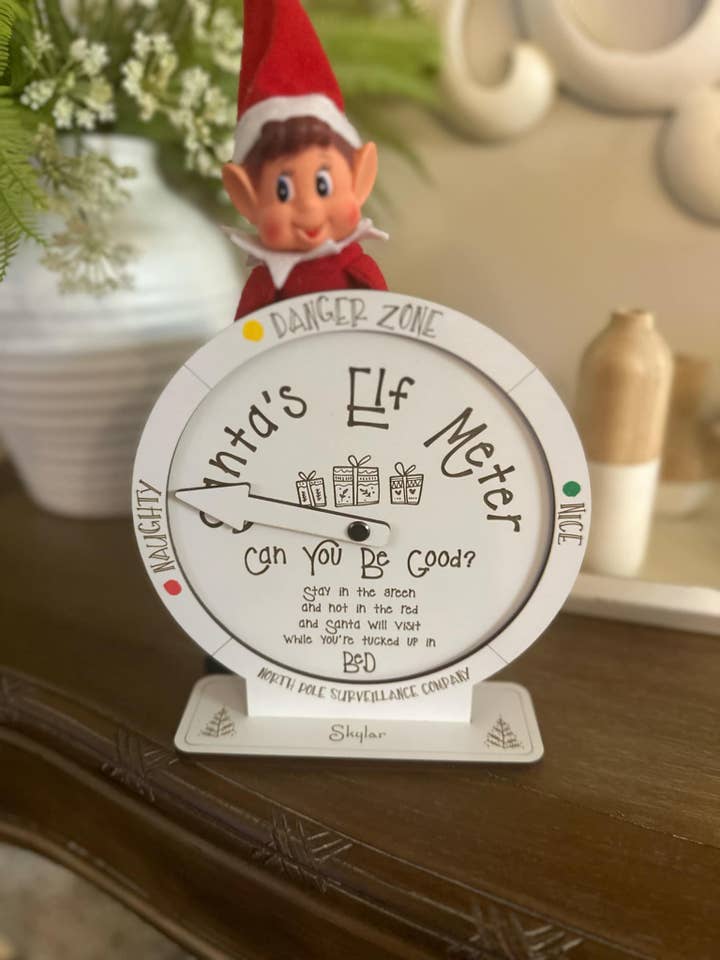 DANGER ZONE
Santa's Elf Meter
NAUGHTY
NICE
Can You Be Good?
Stay in the green
and not in the red
and Santa will visit
while you're tucked up in
BeD
NORTH POLE SURVEILLANCE COMPANY
Skylar